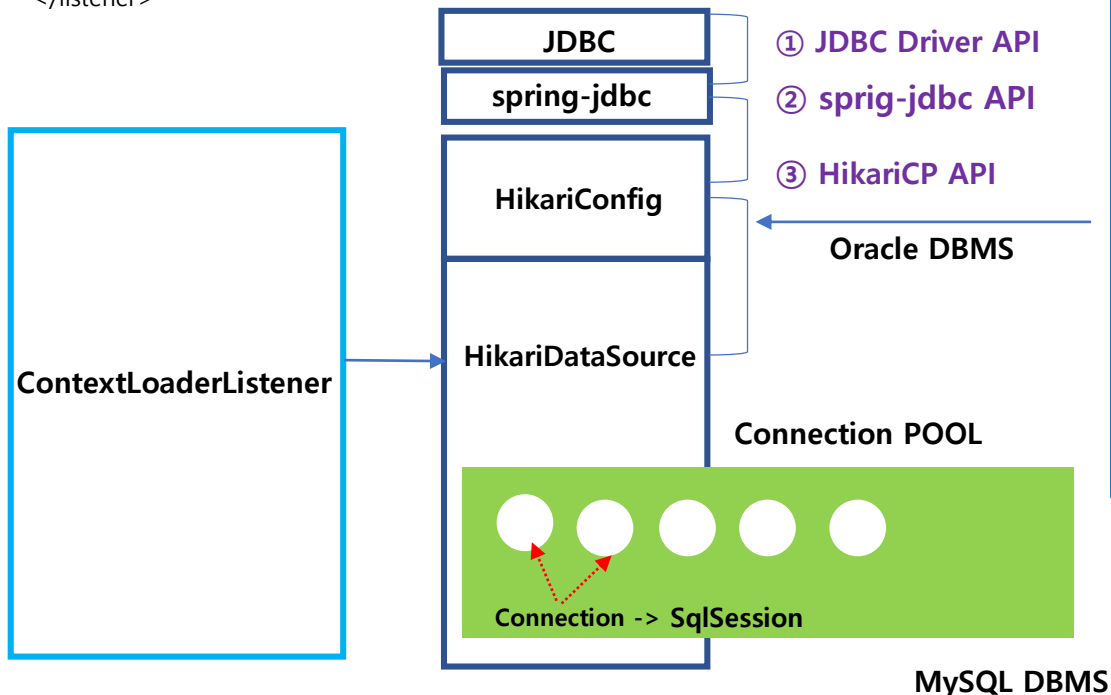 </listener>
JDBC
① JDBC Driver API
spring-jdbc
② sprig-jdbc API
③ HikariCP API
HikariConfig
Oracle DBMS
HikariDataSource
ContextLoaderListener
Connection POOL
Connection -> SqlSession
MySQL DBMS